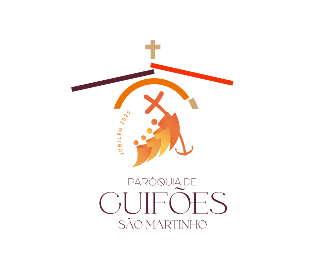 JUBILEU 2025
PARÓQUIA DE
GUIFÕES
SÃO MARTINHO